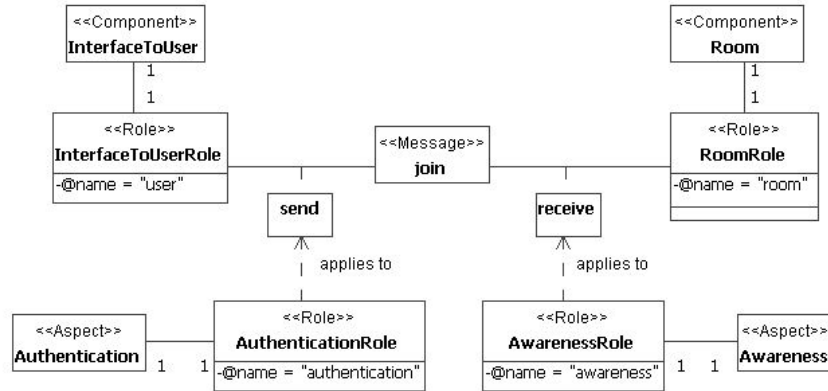 <<Component>>
InterfaceToUser
<<Component>>
Room
1
1
1
1
<<Role>>
InterfaceToUserRole
-@name = "user"
<<Message>>
join
<<Role>>
RoomRole
-@name = "room"
send
receive
applies to
applies to
<<Aspect>>
Authentication
1
1
<<Role>>
AuthenticationRole
-@name = "authentication"
<<Role>>
AwarenessRole
-@name = "awareness"
1
1
<<Aspect>>
Awareness